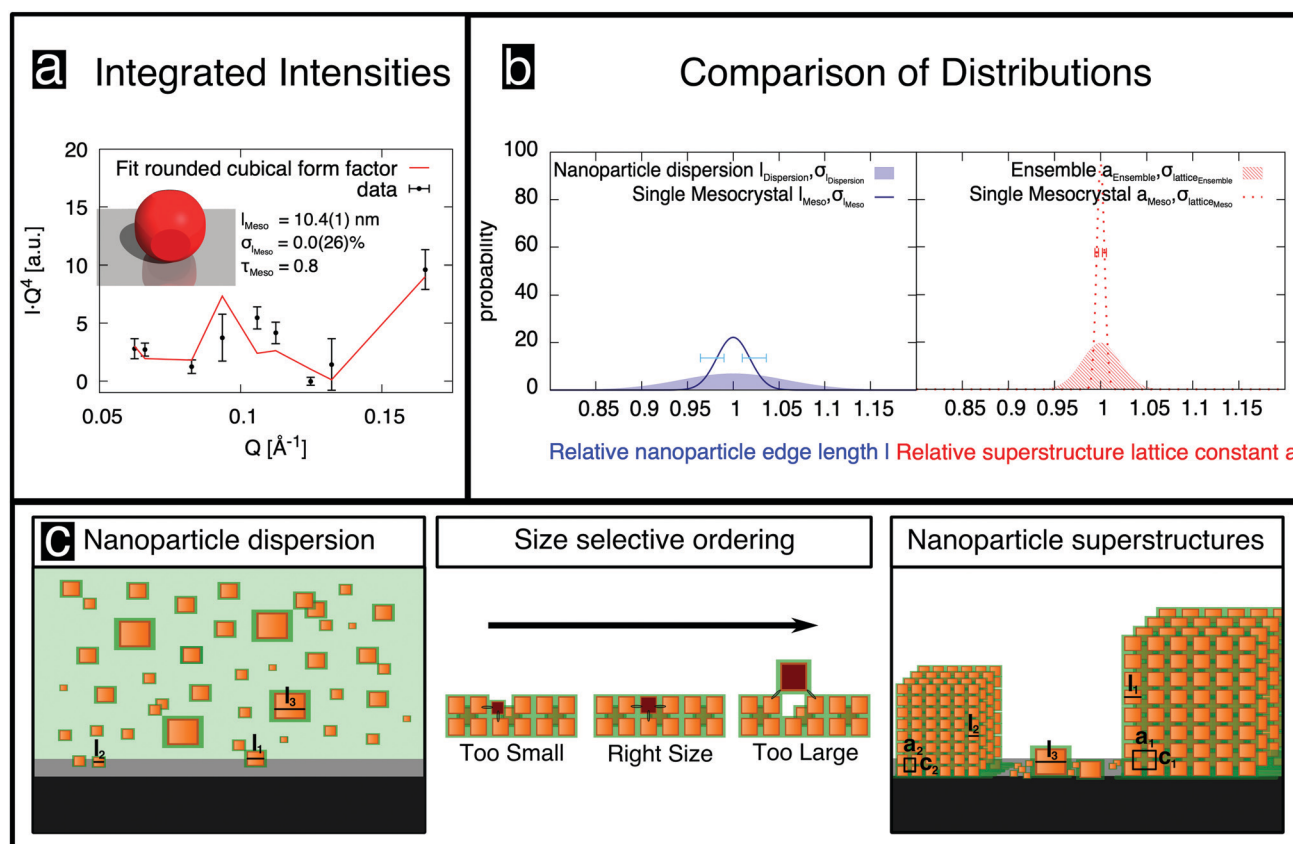 a Integrated Intensities
20
15
10
5
0
I·Q⁴ [a.u.]
Fit rounded cubical form factor
data
l_Meso = 10.4(1) nm
σ_l_Meso = 0.0(26)%
τ_Meso = 0.8
0.05 0.1 0.15
Q [Å⁻¹]
b Comparison of Distributions
100
80
60
40
20
0
probability
Nanoparticle dispersion l_Dispersion,σ_l_Dispersion
Single Mesocrystal l_Meso,σ_l_Meso
0.85 0.9 0.95 1 1.05 1.1 1.15
Relative nanoparticle edge length l
Ensemble a_Ensemble,σ_lattice_Ensemble
Single Mesocrystal a_Meso,σ_lattice_Meso
0.85 0.9 0.95 1 1.05 1.1 1.15
Relative superstructure lattice constant a
c Nanoparticle dispersion
l₃
l₂
l₁
Size selective ordering
Too Small
Right Size
Too Large
Nanoparticle superstructures
l₁
l₂
a₂
c₂
l₃
a₁
c₁